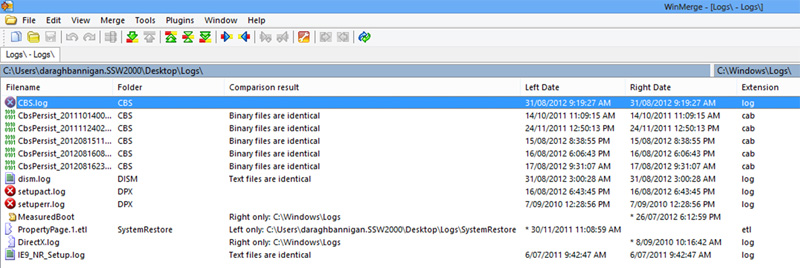 WinMerge - [Logs\ - Logs\]
File Edit View Merge Tools Plugins Window Help
Logs\ - Logs\
C:\Users\daraghbannigan.SSW2000\Desktop\Logs\ C:\Windows\Logs\
Filename Folder Comparison result Left Date Right Date Extension
CBS.log CBS 31/08/2012 9:19:27 AM 31/08/2012 9:19:27 AM log
CbsPersist_2011101400... CBS Binary files are identical 14/10/2011 11:09:15 AM 14/10/2011 11:09:15 AM cab
CbsPersist_2011112402... CBS Binary files are identical 24/11/2011 12:50:13 PM 24/11/2011 12:50:13 PM cab
CbsPersist_2012081511... CBS Binary files are identical 15/08/2012 8:38:55 PM 15/08/2012 8:38:55 PM cab
CbsPersist_2012081608... CBS Binary files are identical 16/08/2012 6:06:43 PM 16/08/2012 6:06:43 PM cab
CbsPersist_2012081623... CBS Binary files are identical 17/08/2012 9:31:07 AM 17/08/2012 9:31:07 AM cab
dism.log DISM Text files are identical 31/08/2012 3:00:28 AM 31/08/2012 3:00:28 AM log
setupact.log DPX 16/08/2012 6:43:45 PM 16/08/2012 6:43:45 PM log
setuperr.log DPX 7/09/2010 12:28:56 PM 7/09/2010 12:28:56 PM log
MeasuredBoot Right only: C:\Windows\Logs * 26/07/2012 6:12:59 PM
PropertyPage.1.etl SystemRestore Left only: C:\Users\daraghbannigan.SSW2000\Desktop\Logs\SystemRestore * 30/11/2011 11:08:59 AM etl
DirectX.log Right only: C:\Windows\Logs * 8/09/2010 10:16:42 AM log
IE9_NR_Setup.log Text files are identical 6/07/2011 9:42:47 AM 6/07/2011 9:42:47 AM log